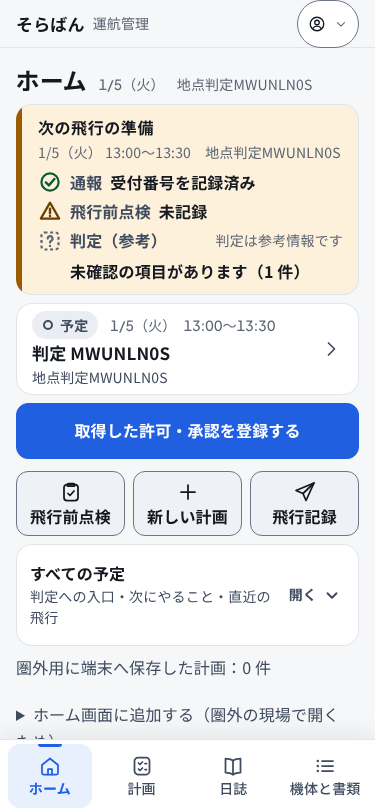 そらばん 運航管理
ホーム 1/5（火） 地点判定MWUNLN0S
次の飛行の準備
1/5（火） 13:00〜13:30 地点判定MWUNLN0S
通報 受付番号を記録済み
飛行前点検 未記録
判定（参考） 判定は参考情報です
未確認の項目があります（1 件）
予定 1/5（火） 13:00〜13:30
判定 MWUNLN0S
地点判定MWUNLN0S
取得した許可・承認を登録する
飛行前点検 新しい計画 飛行記録
すべての予定
判定への入口・次にやること・直近の
飛行
開く
圏外用に端末へ保存した計画：0 件
ホーム画面に追加する（圏外の現場で開く
ため）
ホーム 計画 日誌 機体と書類